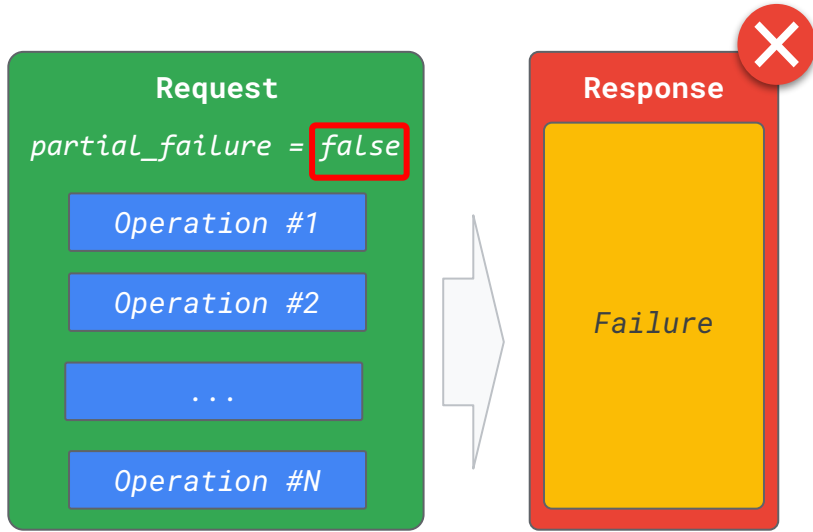 Request
partial_failure = false
Operation #1
Operation #2
...
Operation #N
Response
Failure